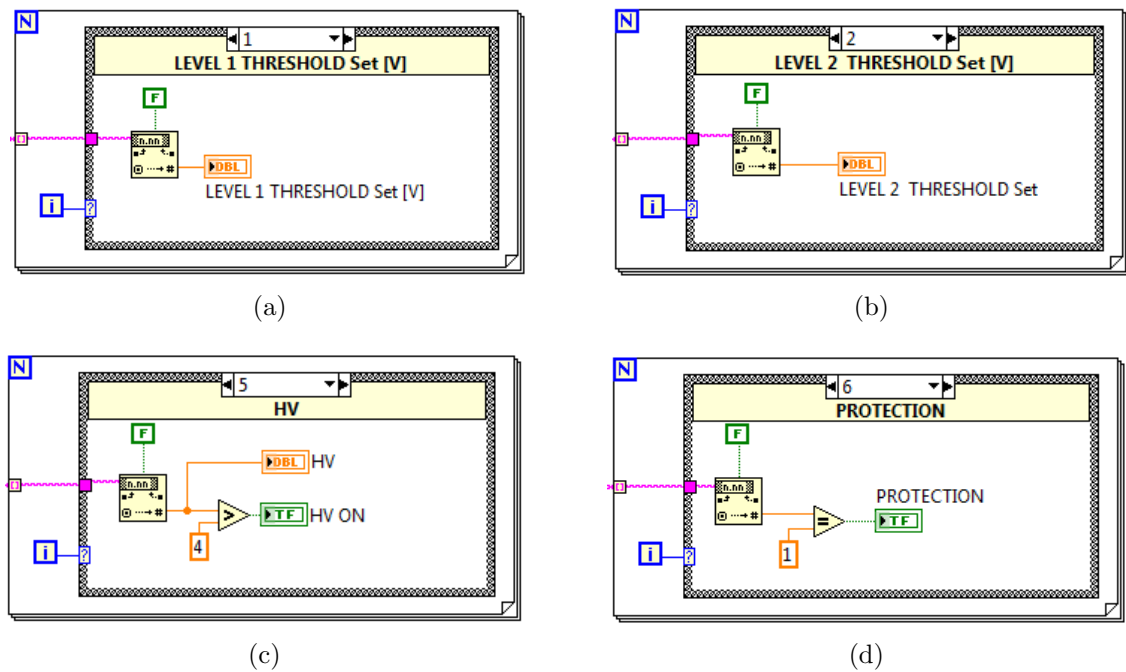 N
1
LEVEL 1 THRESHOLD Set [V]
F
n.nn
#
DBL
LEVEL 1 THRESHOLD Set [V]
i
?
(a)
N
2
LEVEL 2  THRESHOLD Set [V]
F
n.nn
#
DBL
LEVEL 2  THRESHOLD Set
i
?
(b)
N
5
HV
F
n.nn
#
DBL HV
> TF HV ON
4
i
?
(c)
N
6
PROTECTION
F
n.nn
#
PROTECTION
= TF
1
i
?
(d)